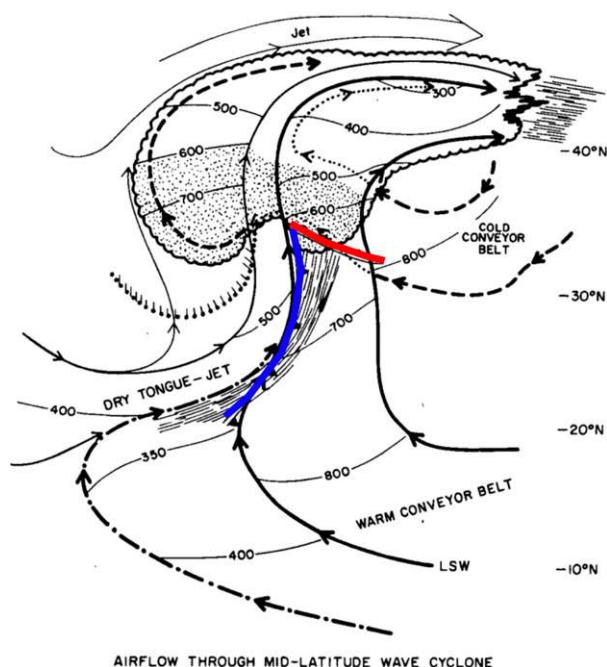 Jet
300
500
400
-40°N
600
500
700
600
COLD
CONVEYOR
BELT
800
-30°N
500
700
DRY TONGUE-JET
400
-20°N
350
800
WARM CONVEYOR BELT
400
LSW
-10°N
AIRFLOW THROUGH MID-LATITUDE WAVE CYCLONE